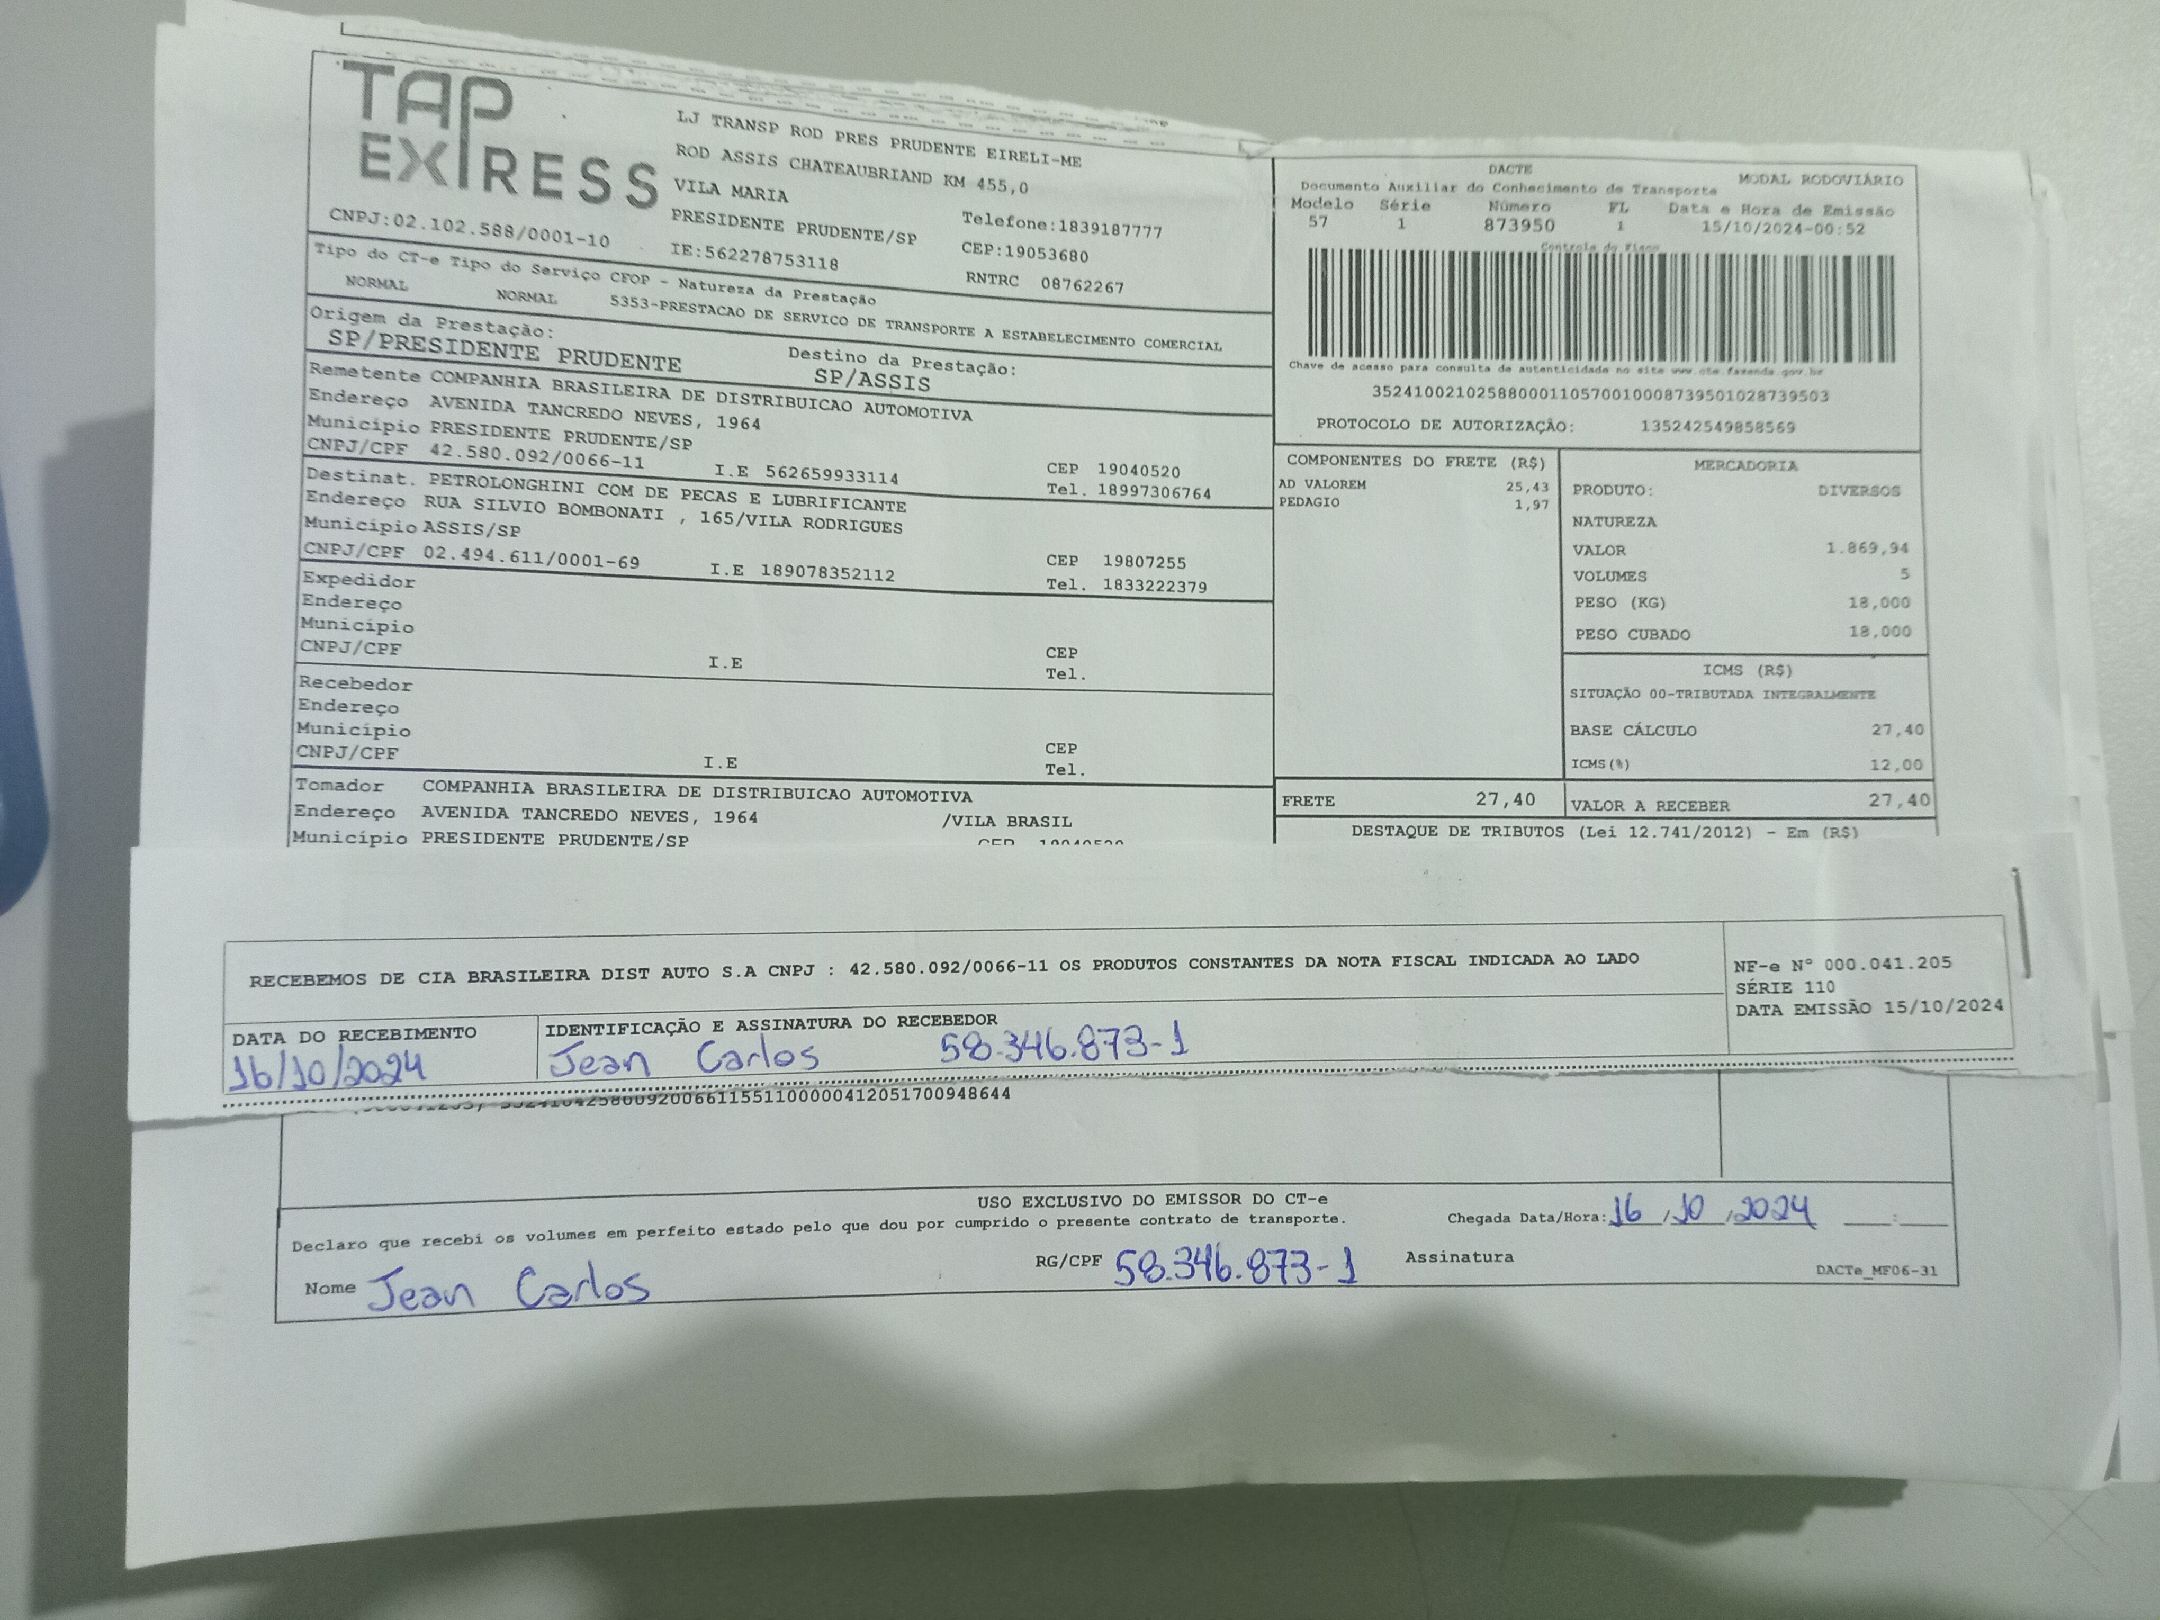 TAP EXPRESS
LJ TRANSP ROD PRES PRUDENTE EIRELI-ME
ROD ASSIS CHATEAUBRIAND KM 455,0
VILA MARIA
PRESIDENTE PRUDENTE/SP Telefone:1839187777
CNPJ:02.102.588/0001-10 IE:562278753118 CEP:19053680
RNTRC 08762267
Tipo do CT-e Tipo do Serviço CFOP - Natureza da Prestação
NORMAL NORMAL 5353-PRESTACAO DE SERVICO DE TRANSPORTE A ESTABELECIMENTO COMERCIAL
Origem da Prestação: Destino da Prestação:
SP/PRESIDENTE PRUDENTE SP/ASSIS
Remetente COMPANHIA BRASILEIRA DE DISTRIBUICAO AUTOMOTIVA
Endereço AVENIDA TANCREDO NEVES, 1964
Município PRESIDENTE PRUDENTE/SP CEP 19040520
CNPJ/CPF 42.580.092/0066-11 I.E 562659933114 Tel. 18997306764
Destinat. PETROLONGHINI COM DE PECAS E LUBRIFICANTE
Endereço RUA SILVIO BOMBONATI , 165/VILA RODRIGUES
Município ASSIS/SP CEP 19807255
CNPJ/CPF 02.494.611/0001-69 I.E 189078352112 Tel. 1833222379
Expedidor
Endereço
Município CEP
CNPJ/CPF I.E Tel.
Recebedor
Endereço
Município CEP
CNPJ/CPF I.E Tel.
Tomador COMPANHIA BRASILEIRA DE DISTRIBUICAO AUTOMOTIVA
Endereço AVENIDA TANCREDO NEVES, 1964 /VILA BRASIL
Município PRESIDENTE PRUDENTE/SP
DACTE MODAL RODOVIÁRIO
Documento Auxiliar do Conhecimento de Transporte
Modelo Série Número FL Data e Hora de Emissão
57 1 873950 1 15/10/2024-00:52
Controle do Fisco
Chave de acesso para consulta de autenticidade no site www.cte.fazenda.gov.br
35241002102588000110570010008739501028739503
PROTOCOLO DE AUTORIZAÇÃO: 135242549858569
COMPONENTES DO FRETE (R$)
AD VALOREM 25,43
PEDAGIO 1,97
MERCADORIA
PRODUTO: DIVERSOS
NATUREZA
VALOR 1.869,94
VOLUMES 5
PESO (KG) 18,000
PESO CUBADO 18,000
ICMS (R$)
SITUAÇÃO 00-TRIBUTADA INTEGRALMENTE
BASE CÁLCULO 27,40
ICMS(%) 12,00
FRETE 27,40 VALOR A RECEBER 27,40
DESTAQUE DE TRIBUTOS (Lei 12.741/2012) - Em (R$)
RECEBEMOS DE CIA BRASILEIRA DIST AUTO S.A CNPJ : 42.580.092/0066-11 OS PRODUTOS CONSTANTES DA NOTA FISCAL INDICADA AO LADO
NF-e N° 000.041.205
SÉRIE 110
DATA EMISSÃO 15/10/2024
DATA DO RECEBIMENTO IDENTIFICAÇÃO E ASSINATURA DO RECEBEDOR
16/10/2024 Jean Carlos 58.346.873-1
USO EXCLUSIVO DO EMISSOR DO CT-e
Declaro que recebi os volumes em perfeito estado pelo que dou por cumprido o presente contrato de transporte. Chegada Data/Hora: 16/10/2024 :
Nome Jean Carlos RG/CPF 58.346.873-1 Assinatura
DACTe_MF06-31